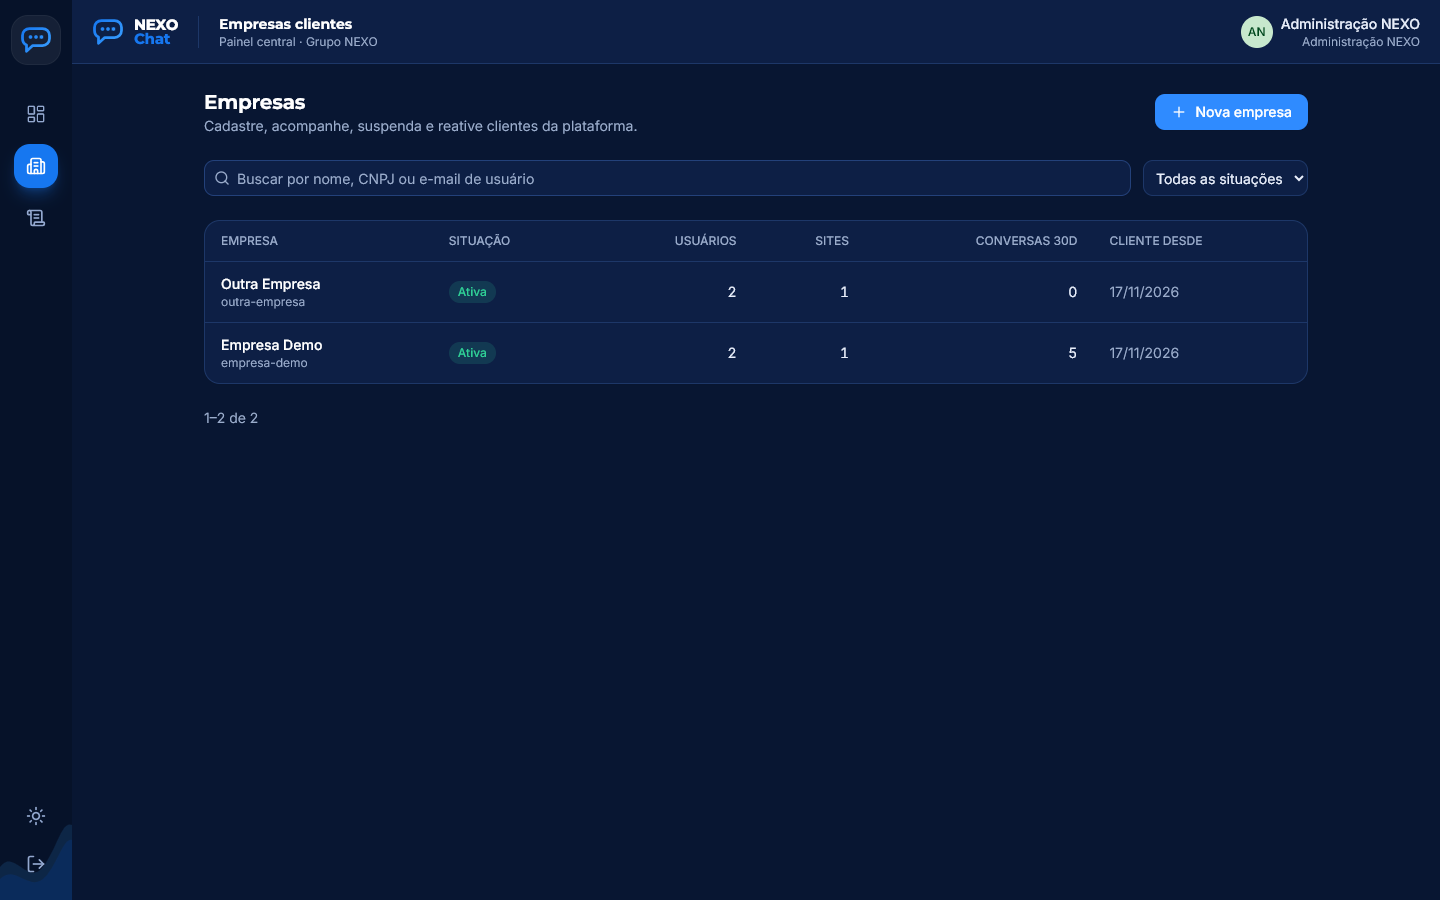 NEXO
Chat
Empresas clientes
Painel central · Grupo NEXO
AN
Administração NEXO
Administração NEXO
Empresas
Cadastre, acompanhe, suspenda e reative clientes da plataforma.
+ Nova empresa
Buscar por nome, CNPJ ou e-mail de usuário
Todas as situações
EMPRESA SITUAÇÃO USUÁRIOS SITES CONVERSAS 30D CLIENTE DESDE
Outra Empresa
outra-empresa
Ativa 2 1 0 17/11/2026
Empresa Demo
empresa-demo
Ativa 2 1 5 17/11/2026
1–2 de 2